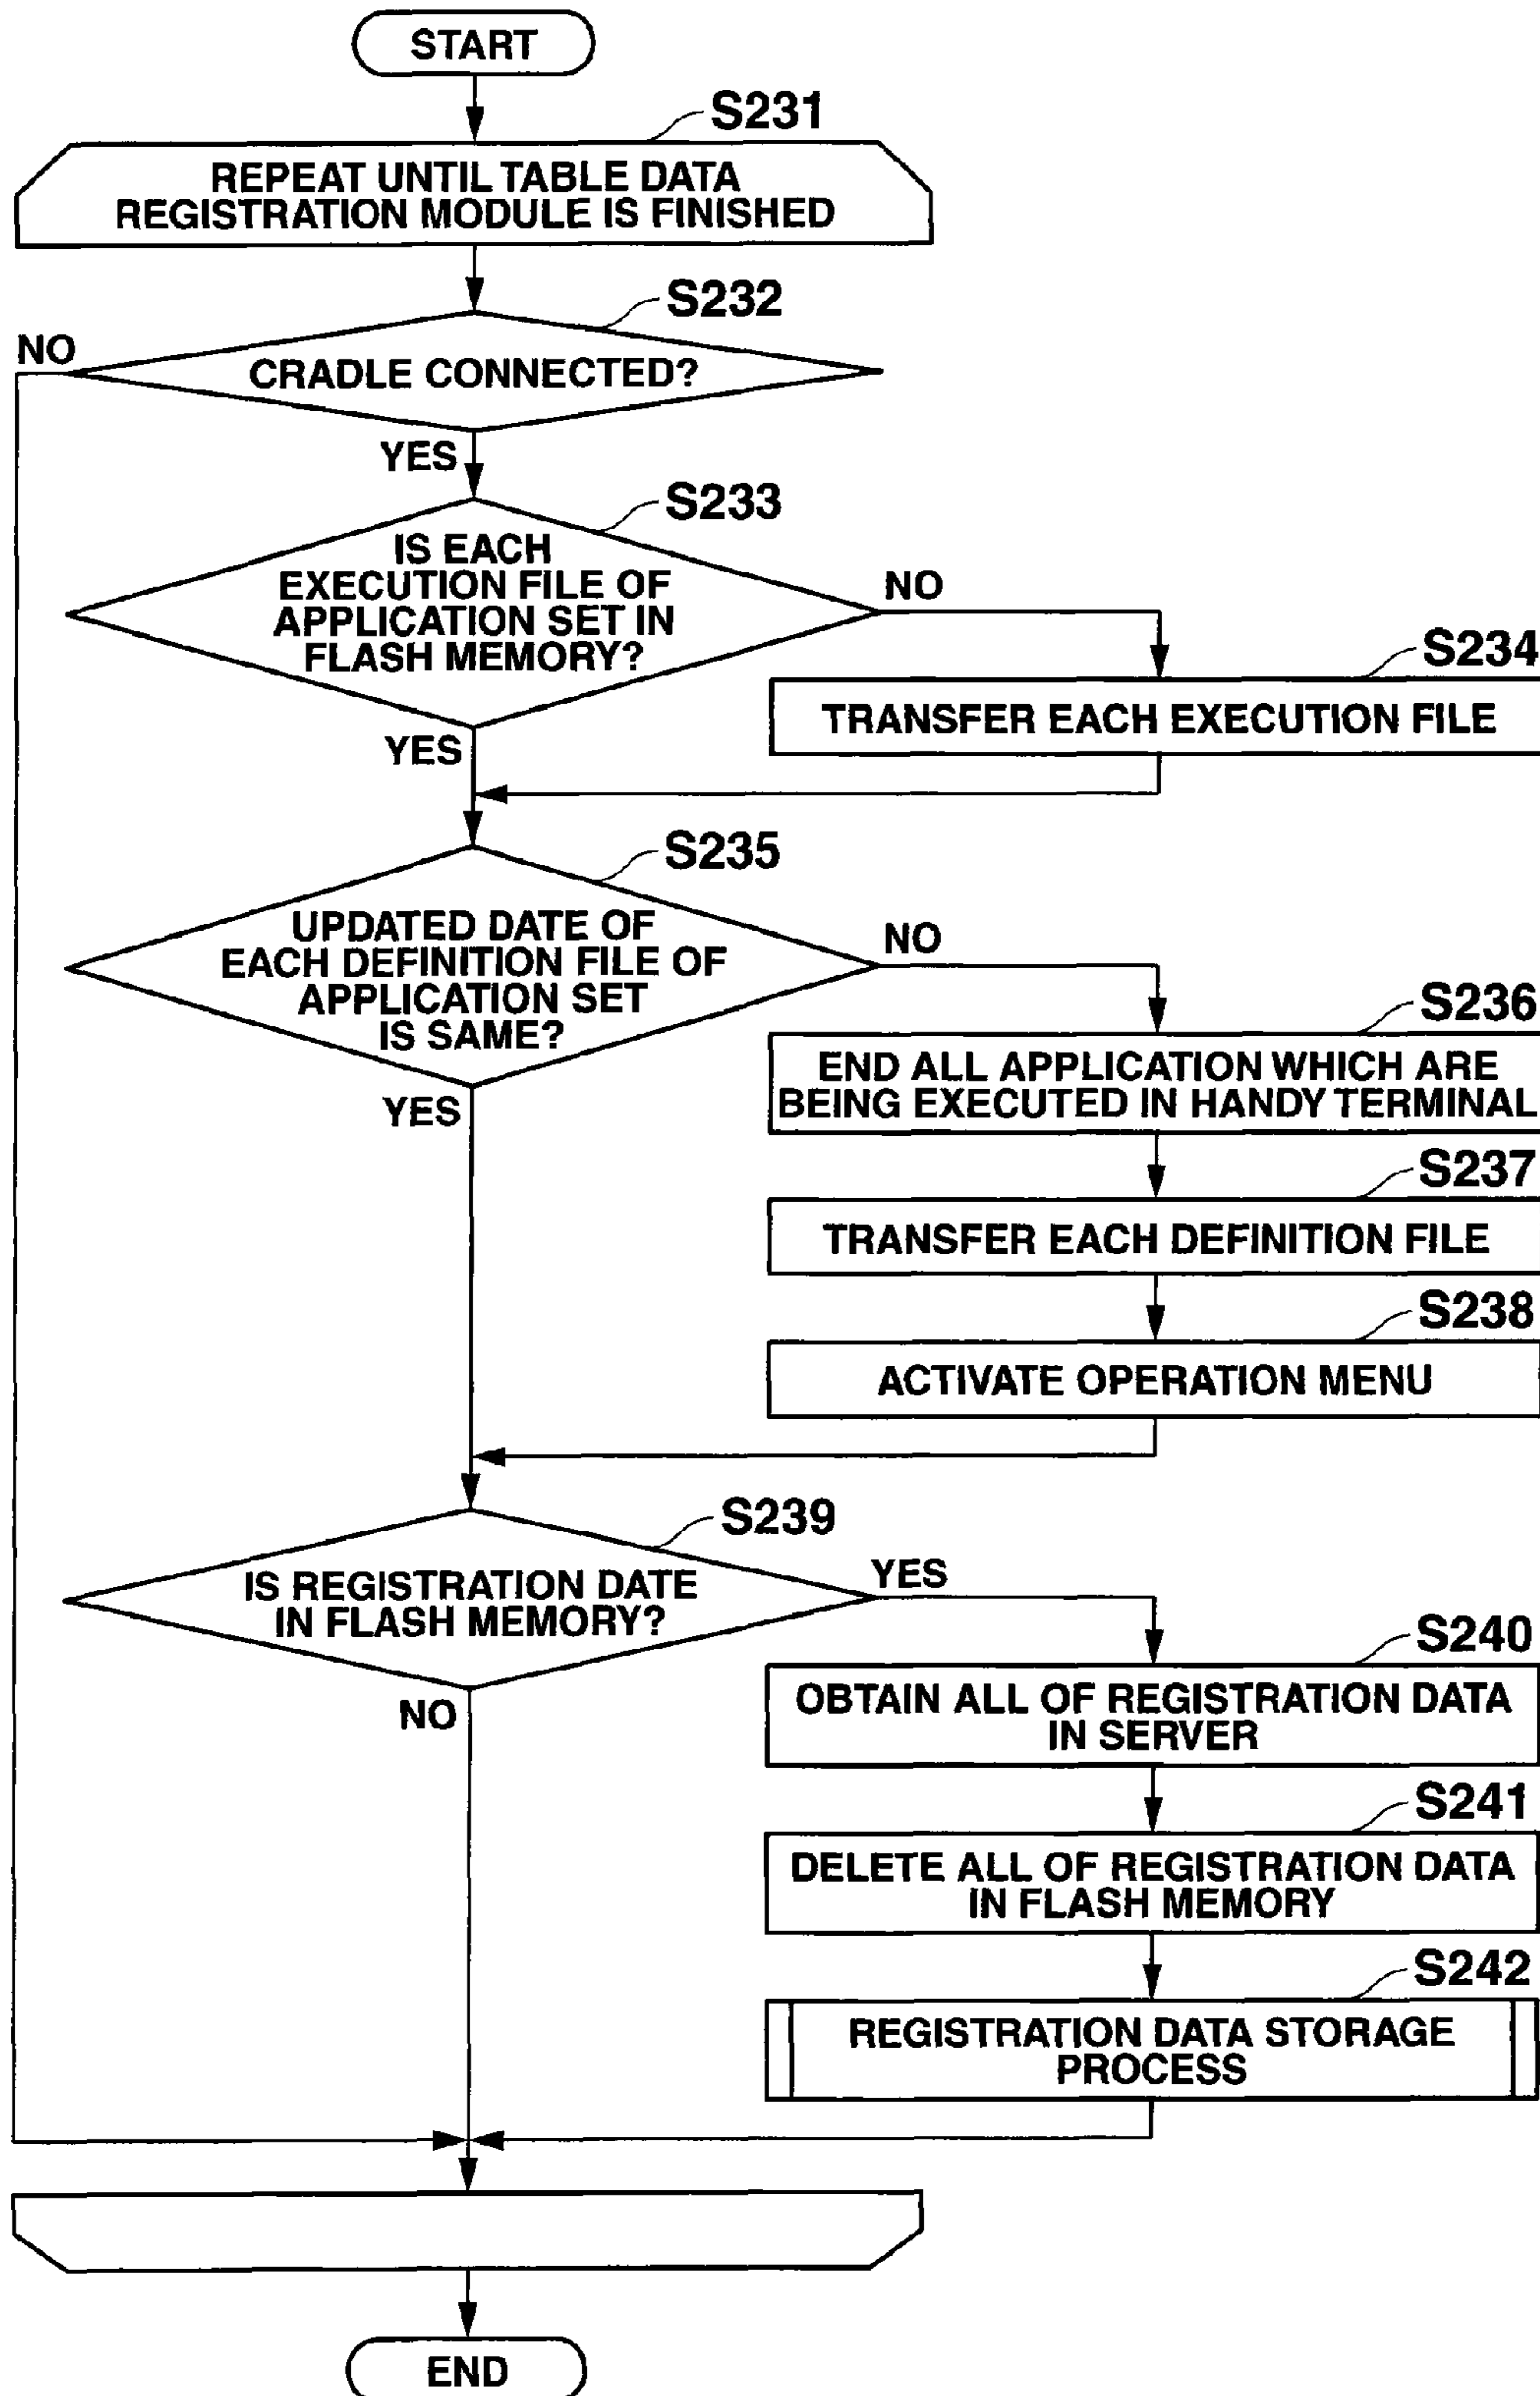 START
S231
REPEAT UNTIL TABLE DATA
REGISTRATION MODULE IS FINISHED
S232
NO
CRADLE CONNECTED?
YES
S233
IS EACH
EXECUTION FILE OF
APPLICATION SET IN
FLASH MEMORY?
NO
S234
TRANSFER EACH EXECUTION FILE
YES
S235
UPDATED DATE OF
EACH DEFINITION FILE OF
APPLICATION SET
IS SAME?
NO
S236
END ALL APPLICATION WHICH ARE
BEING EXECUTED IN HANDY TERMINAL
YES
S237
TRANSFER EACH DEFINITION FILE
S238
ACTIVATE OPERATION MENU
S239
IS REGISTRATION DATE
IN FLASH MEMORY?
YES
S240
OBTAIN ALL OF REGISTRATION DATA
IN SERVER
NO
S241
DELETE ALL OF REGISTRATION DATA
IN FLASH MEMORY
S242
REGISTRATION DATA STORAGE
PROCESS
END